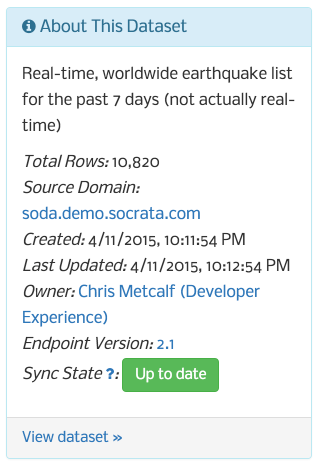 About This Dataset
Real-time, worldwide earthquake list
for the past 7 days (not actually real-
time)
Total Rows: 10,820
Source Domain:
soda.demo.socrata.com
Created: 4/11/2015, 10:11:54 PM
Last Updated: 4/11/2015, 10:12:54 PM
Owner: Chris Metcalf (Developer
Experience)
Endpoint Version: 2.1
Sync State ?: Up to date
View dataset »